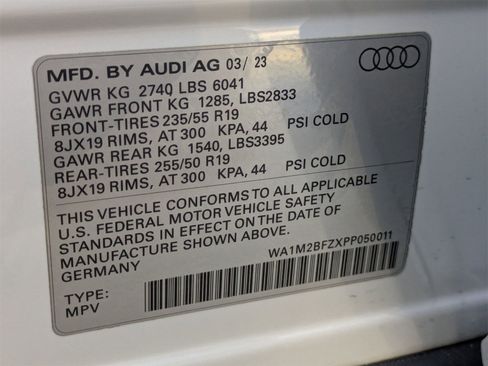 MFD. BY AUDI AG 03/ 23
GVWR KG 2740 LBS 6041
GAWR FRONT KG 1285, LBS2833
FRONT-TIRES 235/55 R19
8JX19 RIMS, AT 300 KPA, 44 PSI COLD
GAWR REAR KG 1540, LBS3395
REAR-TIRES 255/50 R19
8JX19 RIMS, AT 300 KPA, 44 PSI COLD
THIS VEHICLE CONFORMS TO ALL APPLICABLE
U.S. FEDERAL MOTOR VEHICLE SAFETY
STANDARDS IN EFFECT ON THE DATE OF
MANUFACTURE SHOWN ABOVE.
GERMANY
WA1M2BFZXPP050011
TYPE:
MPV